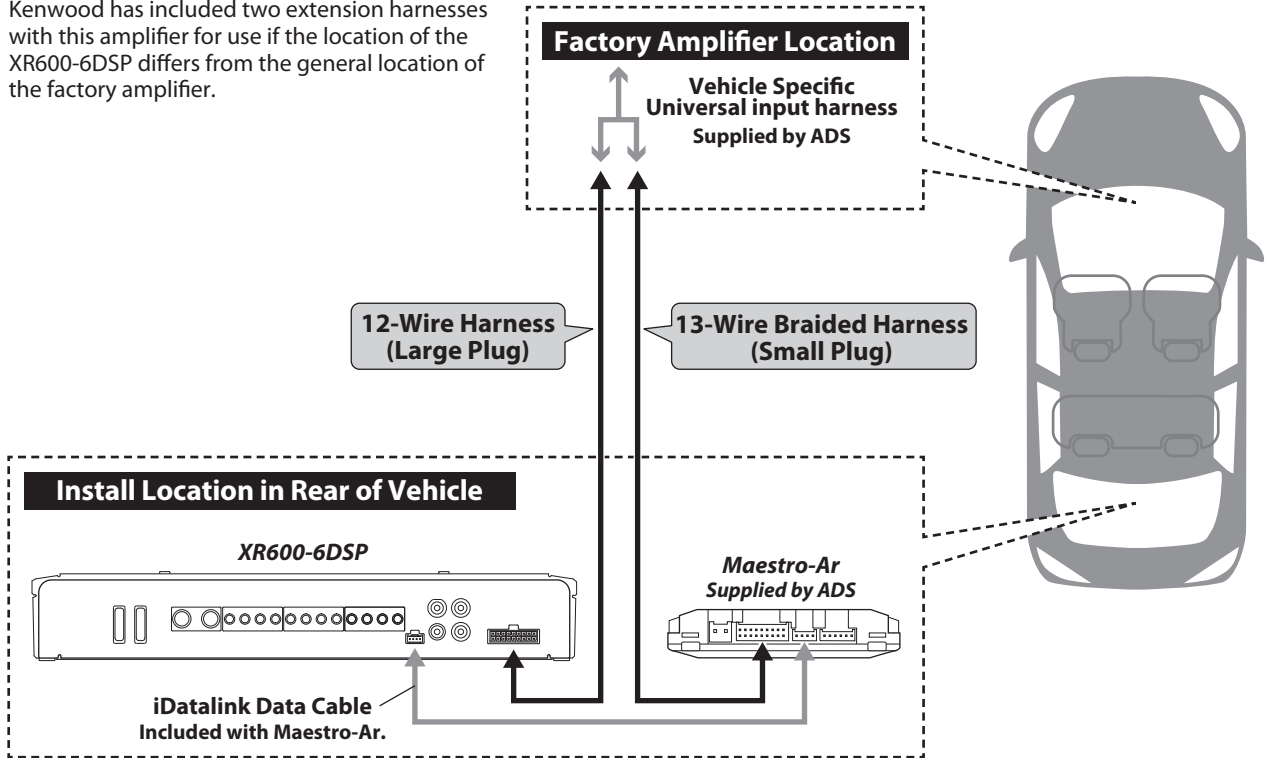 Kenwood has included two extension harnesses
with this amplifier for use if the location of the
XR600-6DSP differs from the general location of
the factory amplifier.
Factory Amplifier Location
Vehicle Specific
Universal input harness
Supplied by ADS
12-Wire Harness
(Large Plug)
13-Wire Braided Harness
(Small Plug)
Install Location in Rear of Vehicle
XR600-6DSP
Maestro-Ar
Supplied by ADS
iDatalink Data Cable
Included with Maestro-Ar.